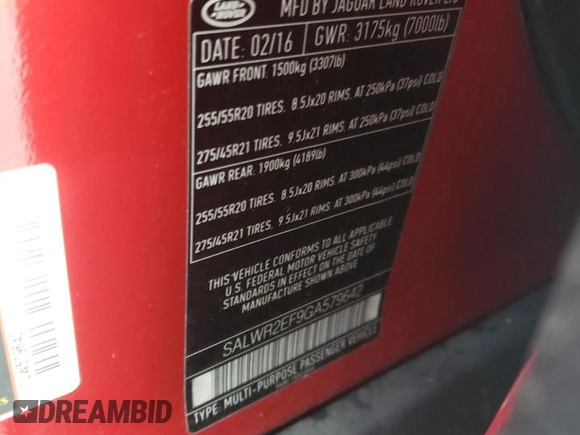 LAND ROVER
MFD BY JAGUAR LAND ROVER LTD
DATE: 02/16 GWR: 3175kg (7000lb)
GAWR FRONT: 1500kg (3307lb)
255/55R20 TIRES. 8.5Jx20 RIMS. AT 250kPa (37psi) COLD
275/45R21 TIRES. 9.5Jx21 RIMS. AT 250kPa (37psi) COLD
GAWR REAR: 1900kg (4189lb)
255/55R20 TIRES. 8.5Jx20 RIMS. AT 300kPa (44psi) COLD
275/45R21 TIRES. 9.5Jx21 RIMS. AT 300kPa (44psi) COLD
THIS VEHICLE CONFORMS TO ALL APPLICABLE
U.S. FEDERAL MOTOR VEHICLE SAFETY
STANDARDS IN EFFECT ON THE DATE OF
MANUFACTURE SHOWN ABOVE
SALWR2EF9GA579642
TYPE: MULTI-PURPOSE PASSENGER VEHICLE
DREAMBID